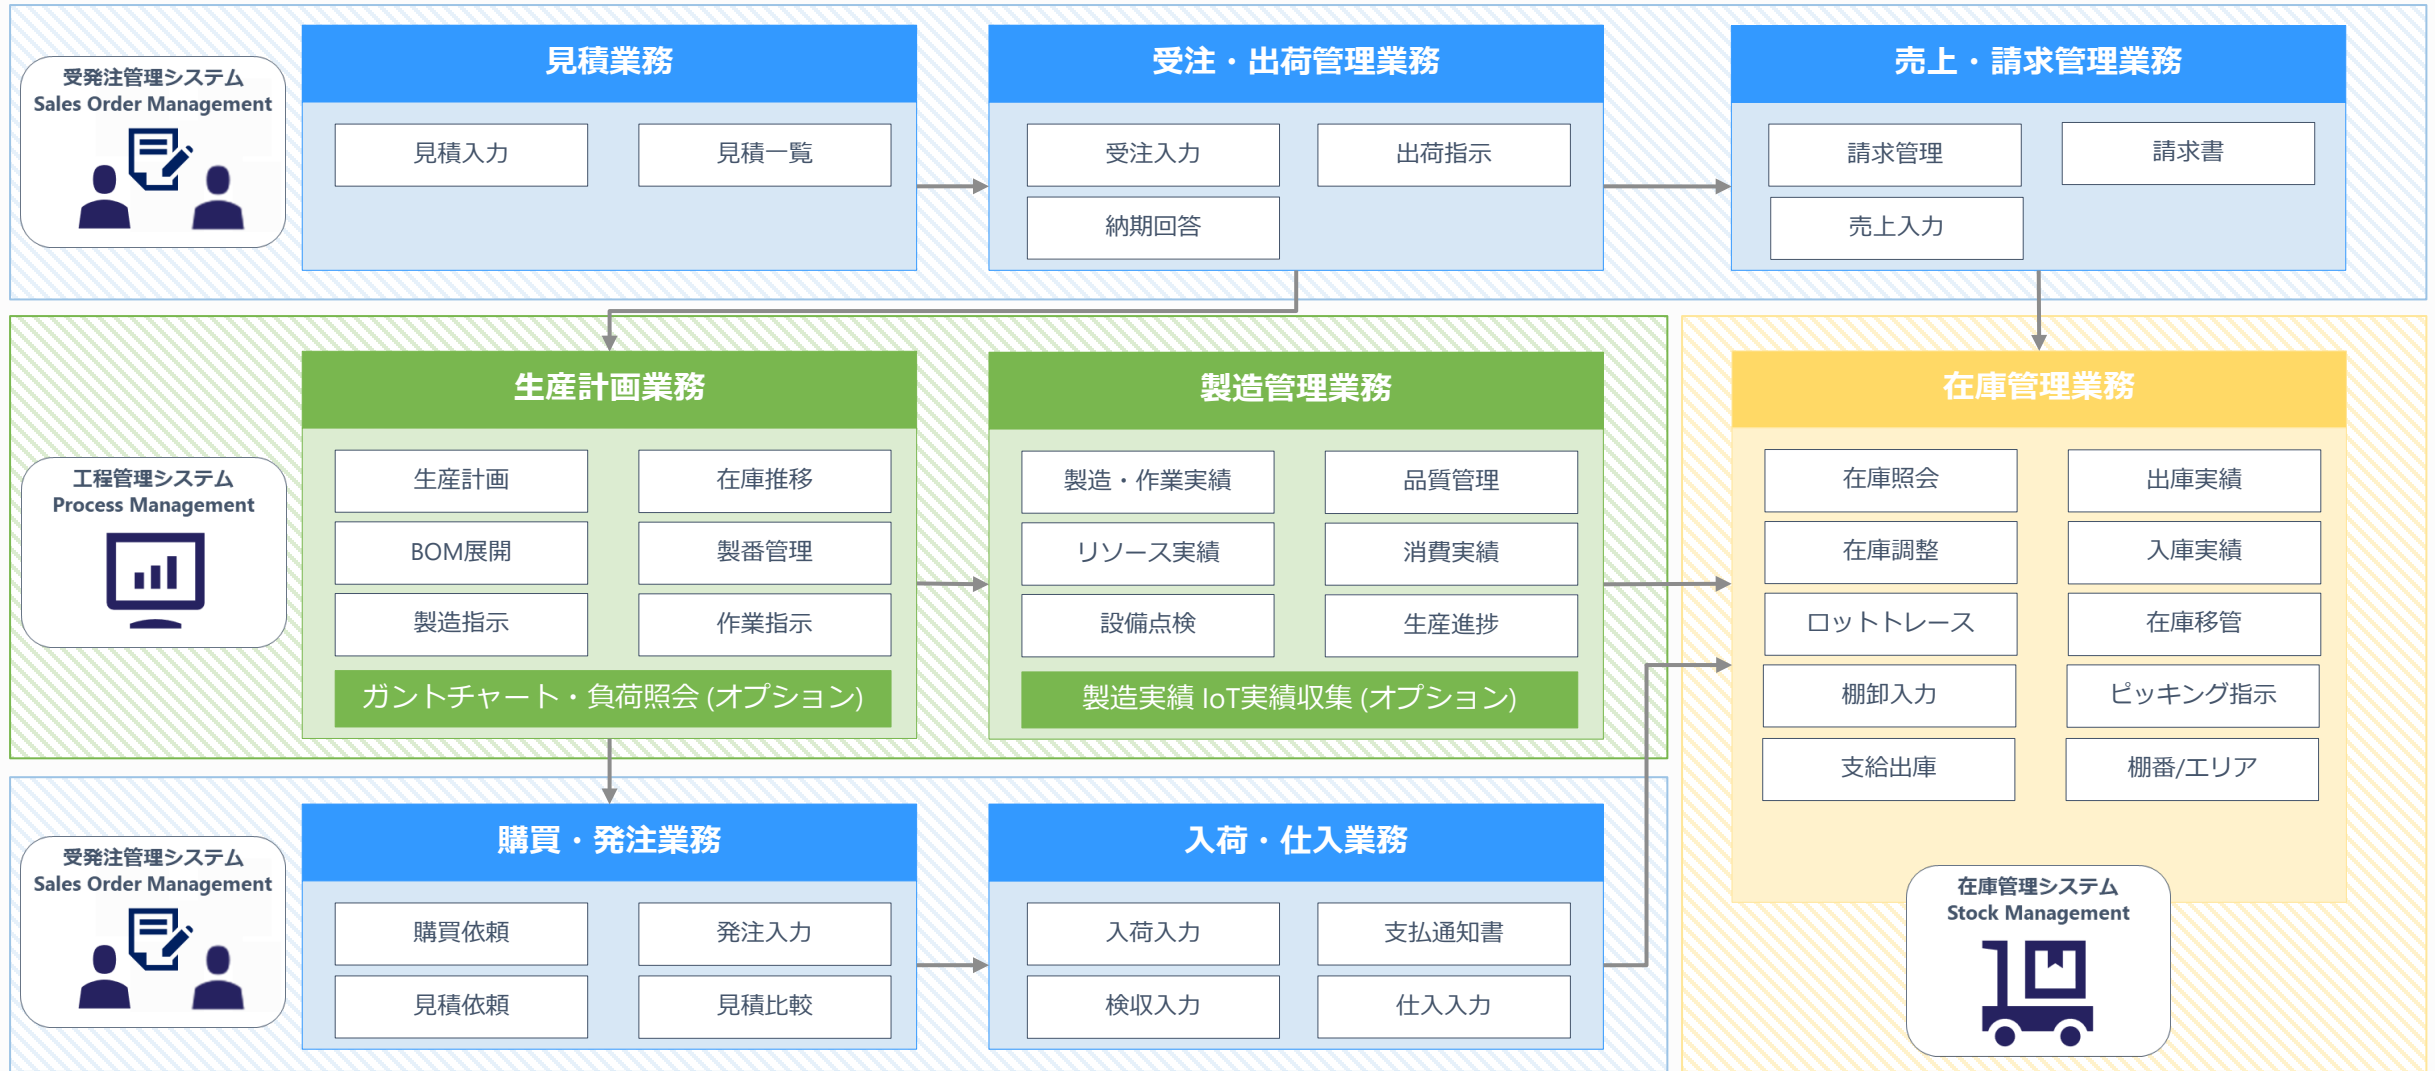 受発注管理システム
Sales Order Management
見積業務
見積入力
見積一覧
受注・出荷管理業務
受注入力
出荷指示
納期回答
売上・請求管理業務
請求管理
請求書
売上入力
工程管理システム
Process Management
生産計画業務
生産計画
在庫推移
BOM展開
製番管理
製造指示
作業指示
ガントチャート・負荷照会 (オプション)
製造管理業務
製造・作業実績
品質管理
リソース実績
消費実績
設備点検
生産進捗
製造実績 IoT実績収集 (オプション)
在庫管理業務
在庫照会
出庫実績
在庫調整
入庫実績
ロットトレース
在庫移管
棚卸入力
ピッキング指示
支給出庫
棚番/エリア
在庫管理システム
Stock Management
受発注管理システム
Sales Order Management
購買・発注業務
購買依頼
発注入力
見積依頼
見積比較
入荷・仕入業務
入荷入力
支払通知書
検収入力
仕入入力